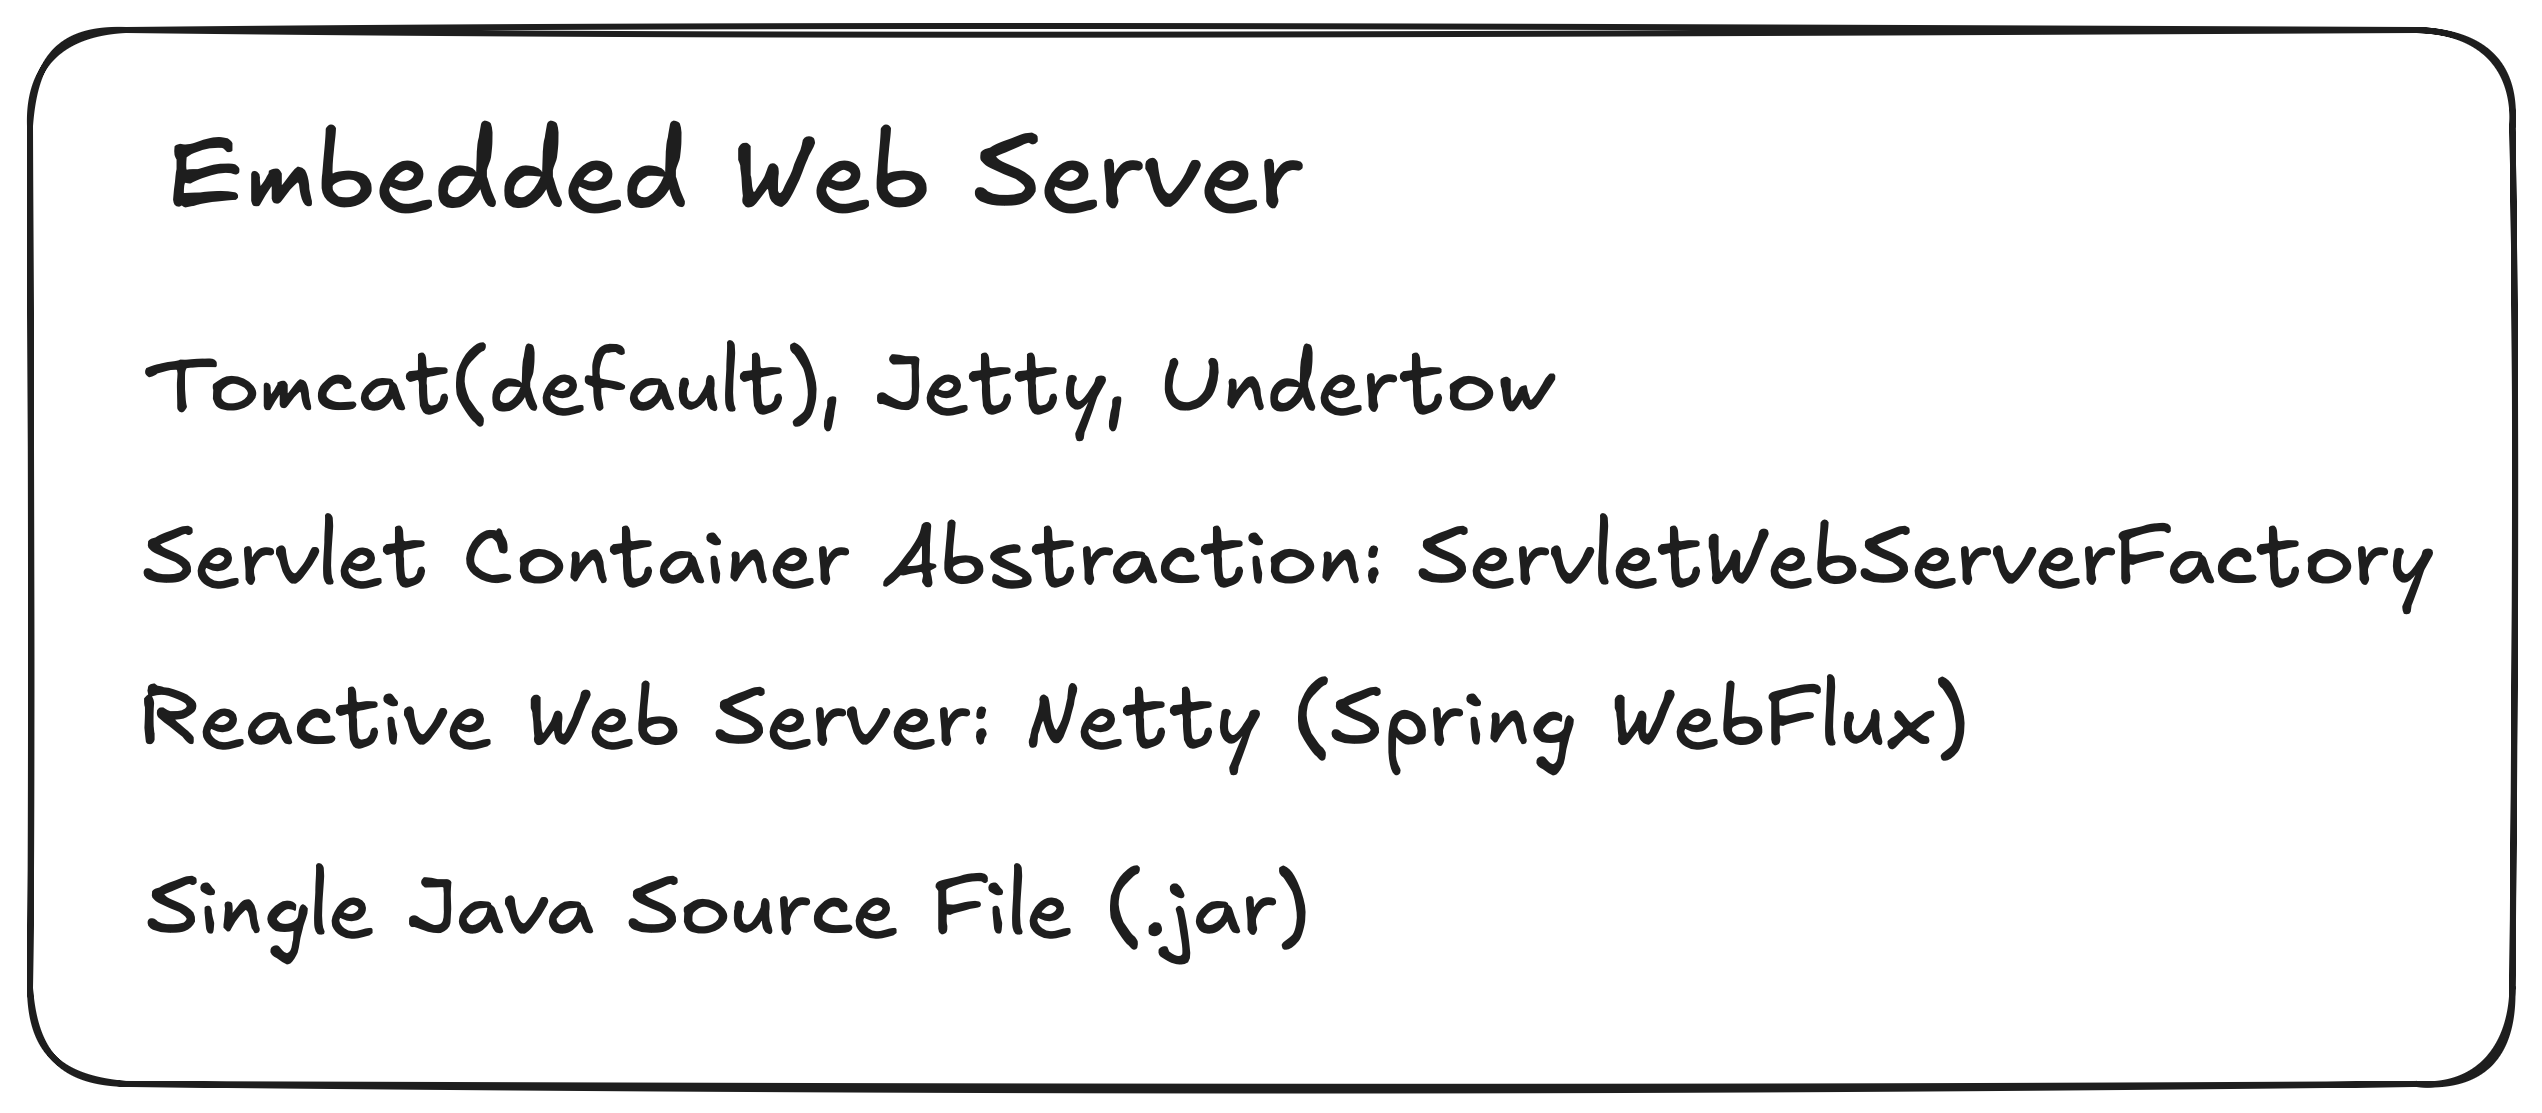 Embedded Web Server
Tomcat(default), Jetty, Undertow
Servlet Container Abstraction: ServletWebServerFactory
Reactive Web Server: Netty (Spring WebFlux)
Single Java Source File (.jar)